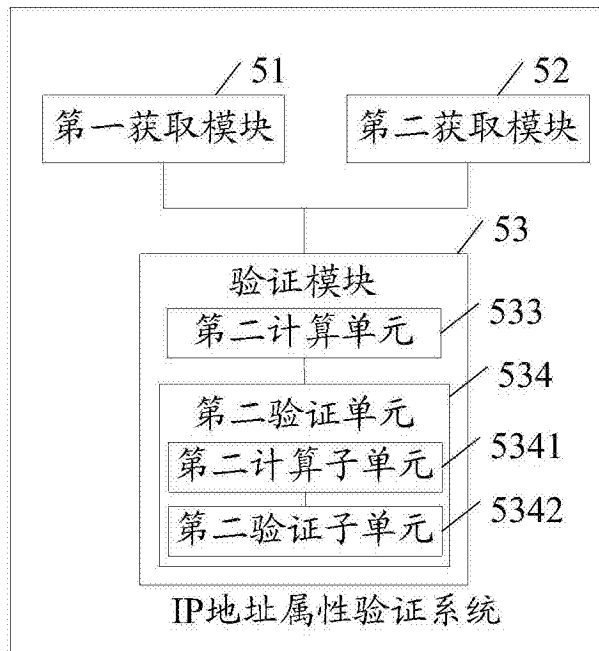 51
52
第一获取模块
第二获取模块
53
验证模块
533
第二计算单元
534
第二验证单元
5341
第二计算子单元
5342
第二验证子单元
IP地址属性验证系统